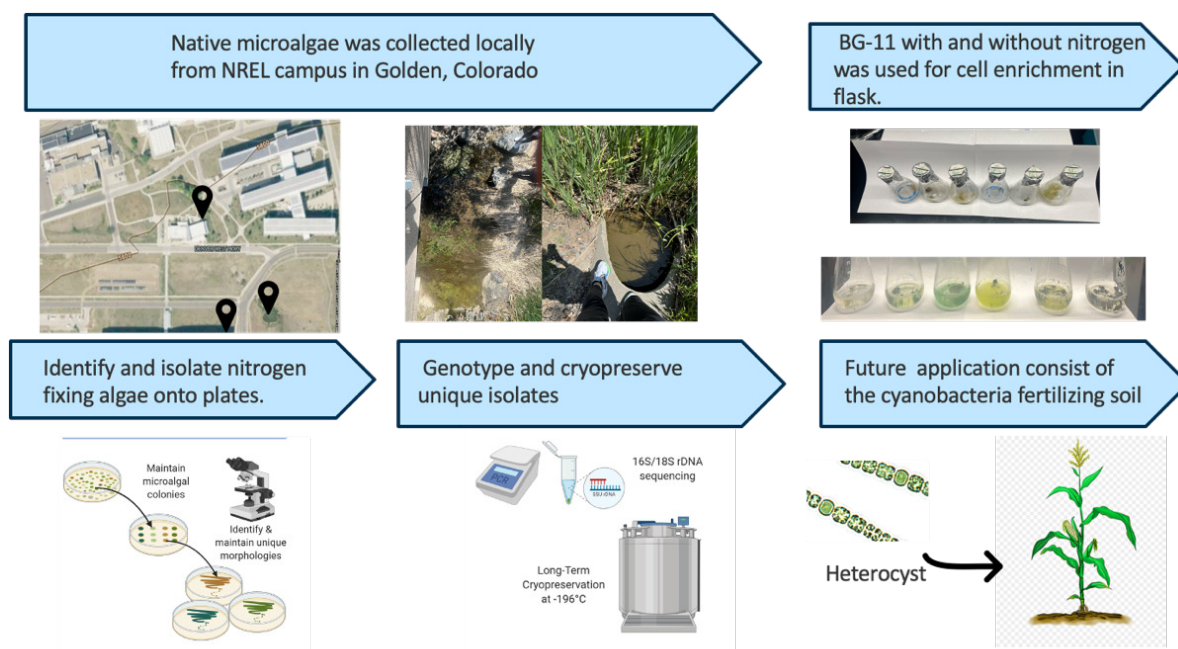 Native microalgae was collected locally
from NREL campus in Golden, Colorado
BG-11 with and without nitrogen
was used for cell enrichment in
flask.
Identify and isolate nitrogen
fixing algae onto plates.
Genotype and cryopreserve
unique isolates
Future application consist of
the cyanobacteria fertilizing soil
Maintain
microalgal
colonies
Identify &
maintain unique
morphologies
PCR
16S/18S rDNA
sequencing
SSU-DNA
Long-Term
Cryopreservation
at -196°C
Heterocyst